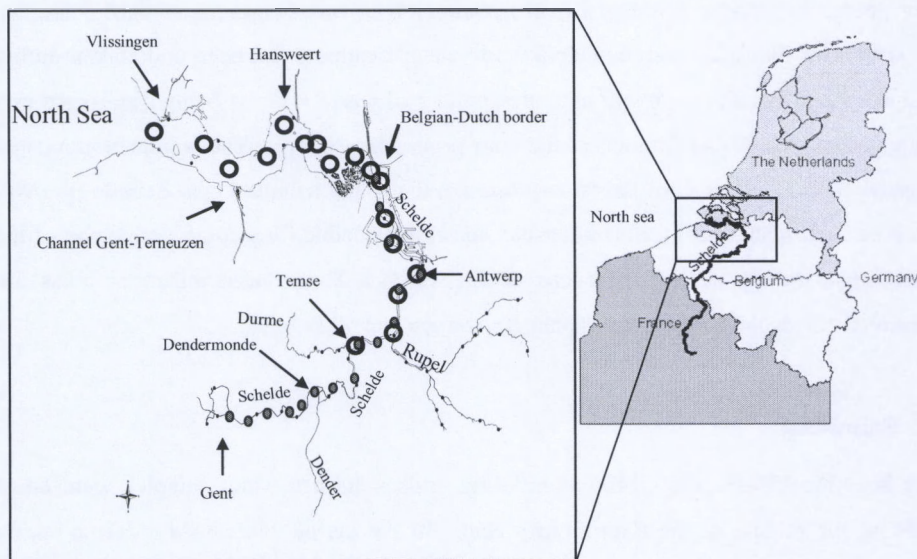 Vlissingen
Hansweert
North Sea
Belgian-Dutch border
Schelde
Channel Gent-Terneuzen
Antwerp
Temse
Durme
Dendermonde
Rupel
Schelde
Schelde
Dender
Gent
The Netherlands
North sea
Schelde
Belgium
Germany
France